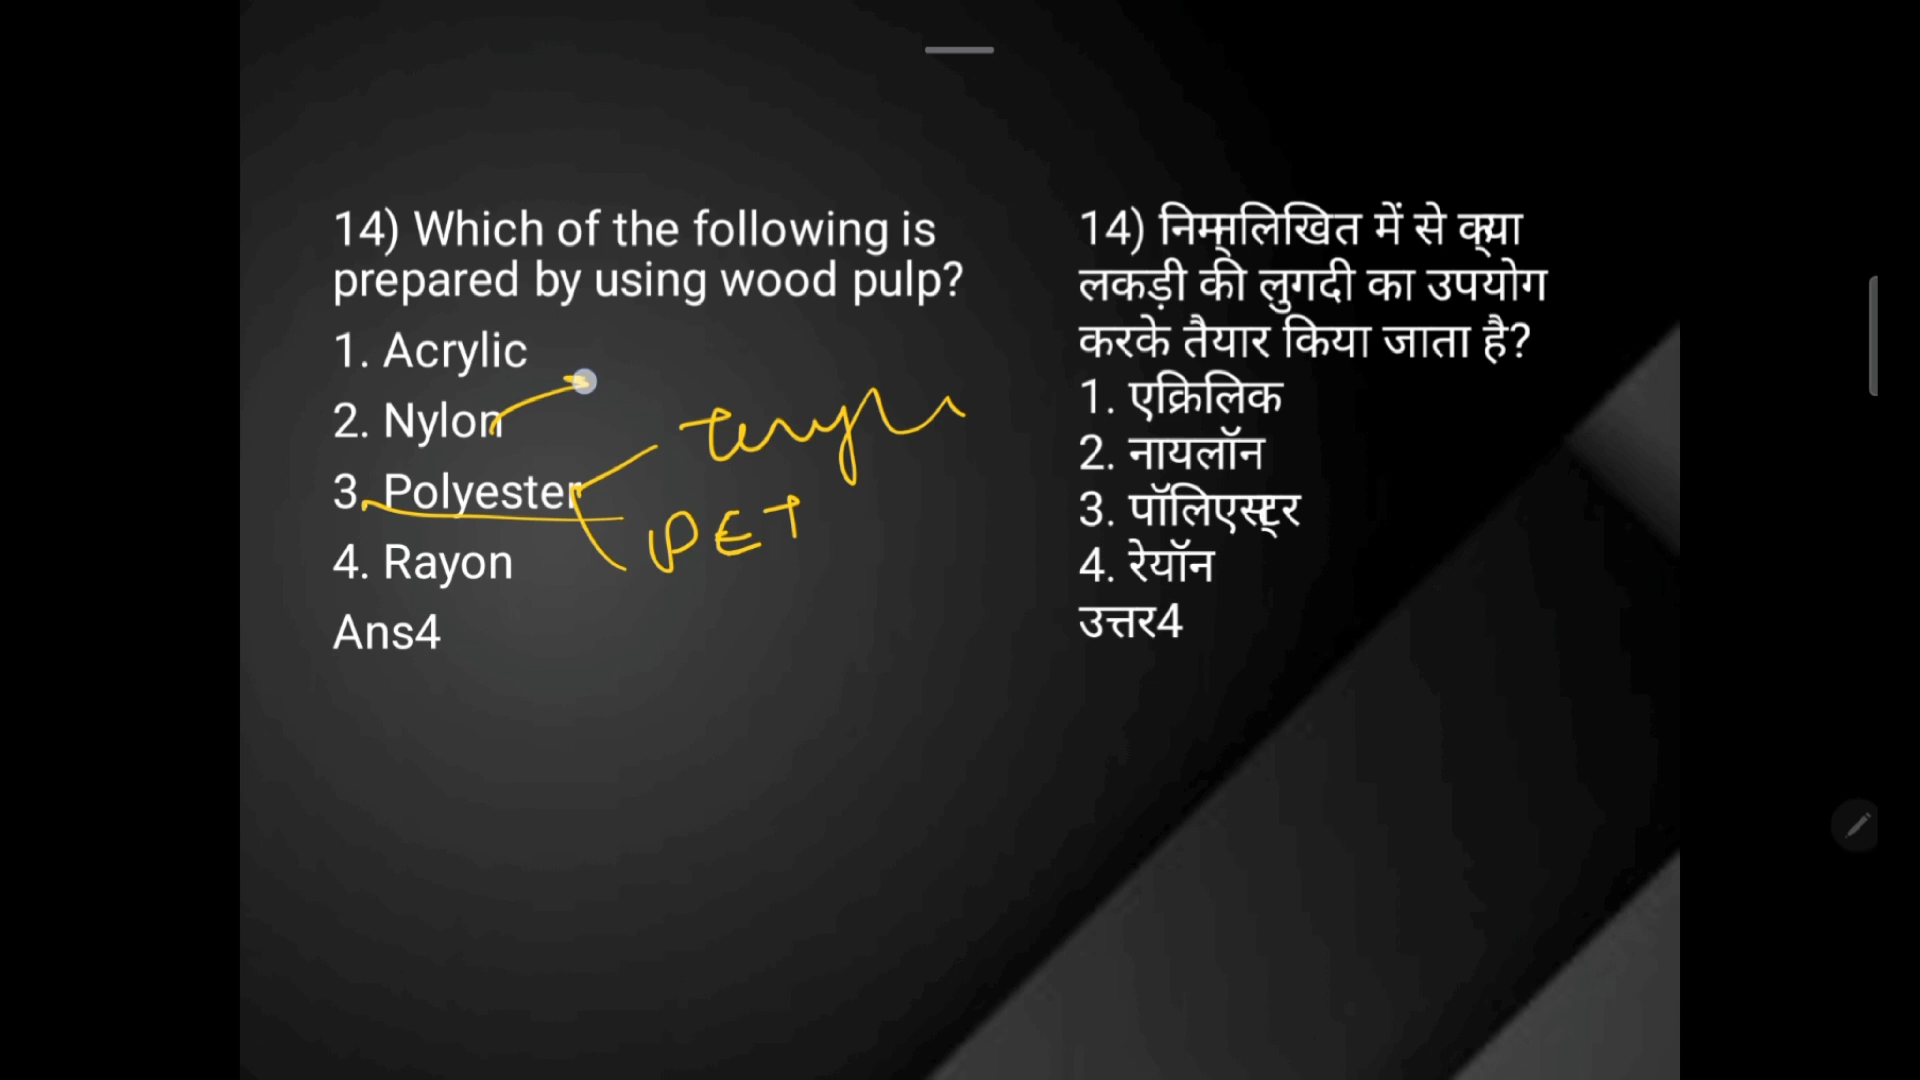 14) Which of the following is
prepared by using wood pulp?
1. Acrylic
2. Nylon
3. Polyester
4. Rayon
Ans4
PET
14) निम्नलिखित में से क्या
लकड़ी की लुगदी का उपयोग
करके तैयार किया जाता है?
1. एक्रिलिक
2. नायलॉन
3. पॉलिएस्टर
4. रेयॉन
उत्तर4